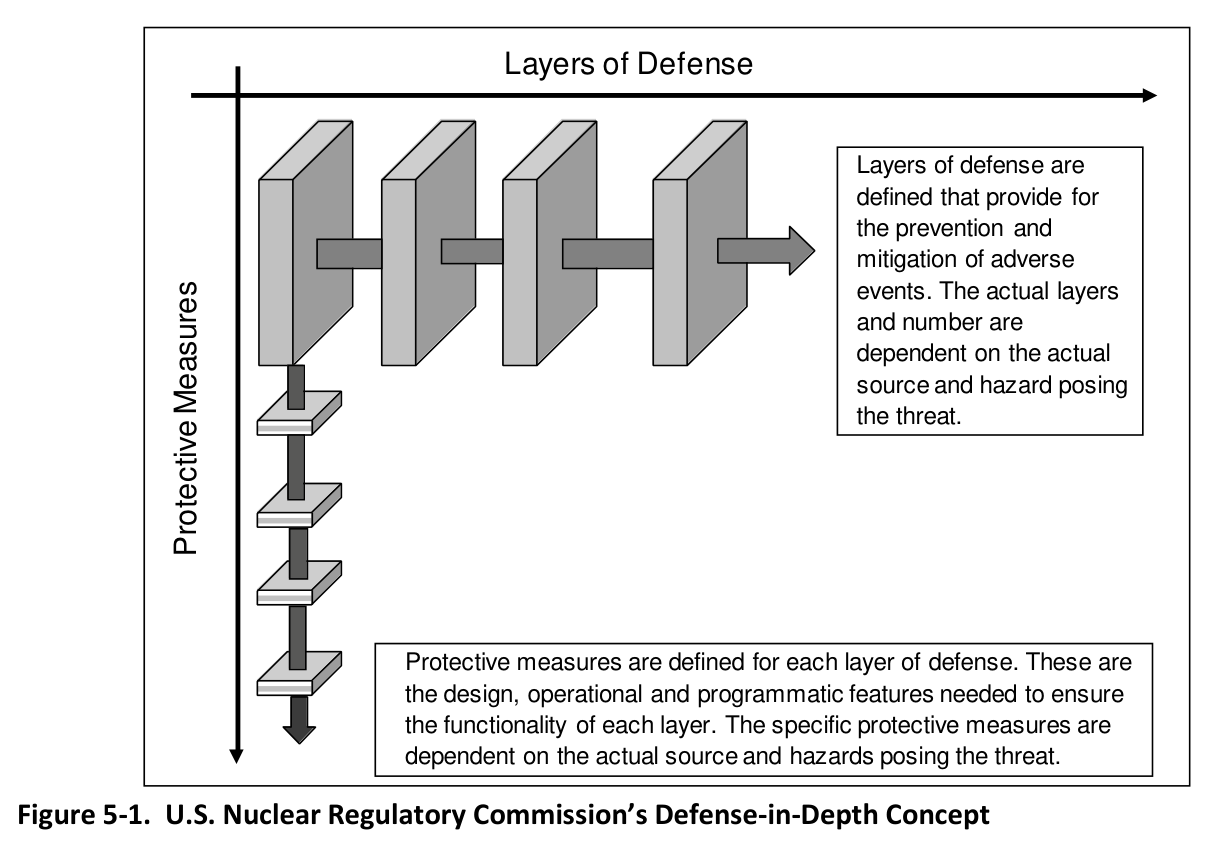 Layers of Defense
Protective Measures
Layers of defense are
defined that provide for
the prevention and
mitigation of adverse
events. The actual layers
and number are
dependent on the actual
source and hazard posing
the threat.
Protective measures are defined for each layer of defense. These are
the design, operational and programmatic features needed to ensure
the functionality of each layer. The specific protective measures are
dependent on the actual source and hazards posing the threat.
Figure 5-1. U.S. Nuclear Regulatory Commission’s Defense-in-Depth Concept